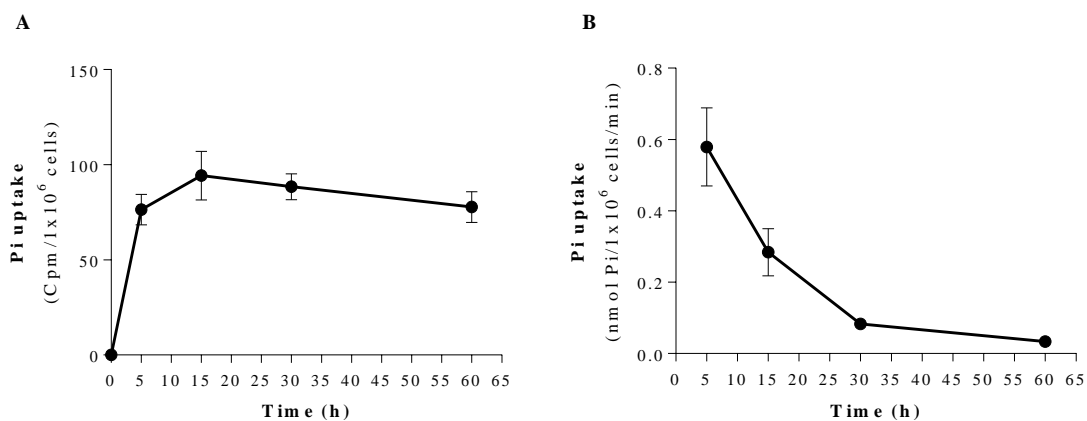 A
150
100
50
0
0 5 10 15 20 25 30 35 40 45 50 55 60 65
Time (h)
Pi uptake
(Cpm/1x10⁶ cells)
B
0.8
0.6
0.4
0.2
0.0
0 5 10 15 20 25 30 35 40 45 50 55 60 65
Time (h)
Pi uptake
(nmol Pi/1x10⁶ cells/min)